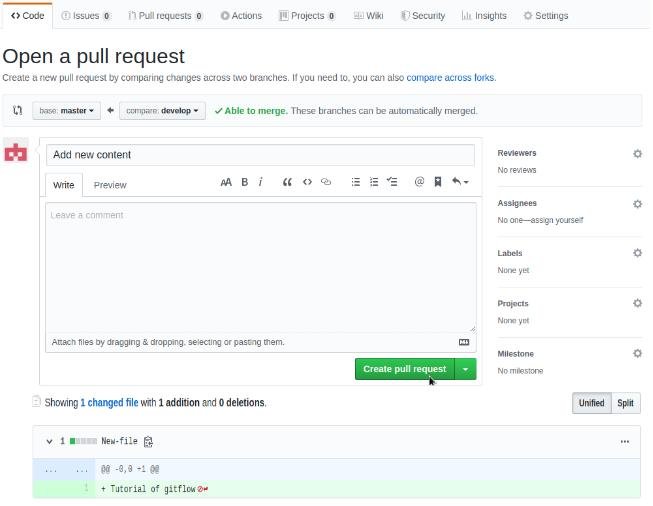 Code Issues 0 Pull requests 0 Actions Projects 0 Wiki Security Insights Settings
Open a pull request
Create a new pull request by comparing changes across two branches. If you need to, you can also compare across forks.
base: master compare: develop Able to merge. These branches can be automatically merged.
Add new content
Write Preview AA B i
Leave a comment
Attach files by dragging & dropping, selecting or pasting them.
Create pull request
Reviewers
No reviews
Assignees
No one—assign yourself
Labels
None yet
Projects
None yet
Milestone
No milestone
Showing 1 changed file with 1 addition and 0 deletions.
Unified Split
1 New-file
... ... @@ -0,0 +1 @@
1 + Tutorial of gitflow